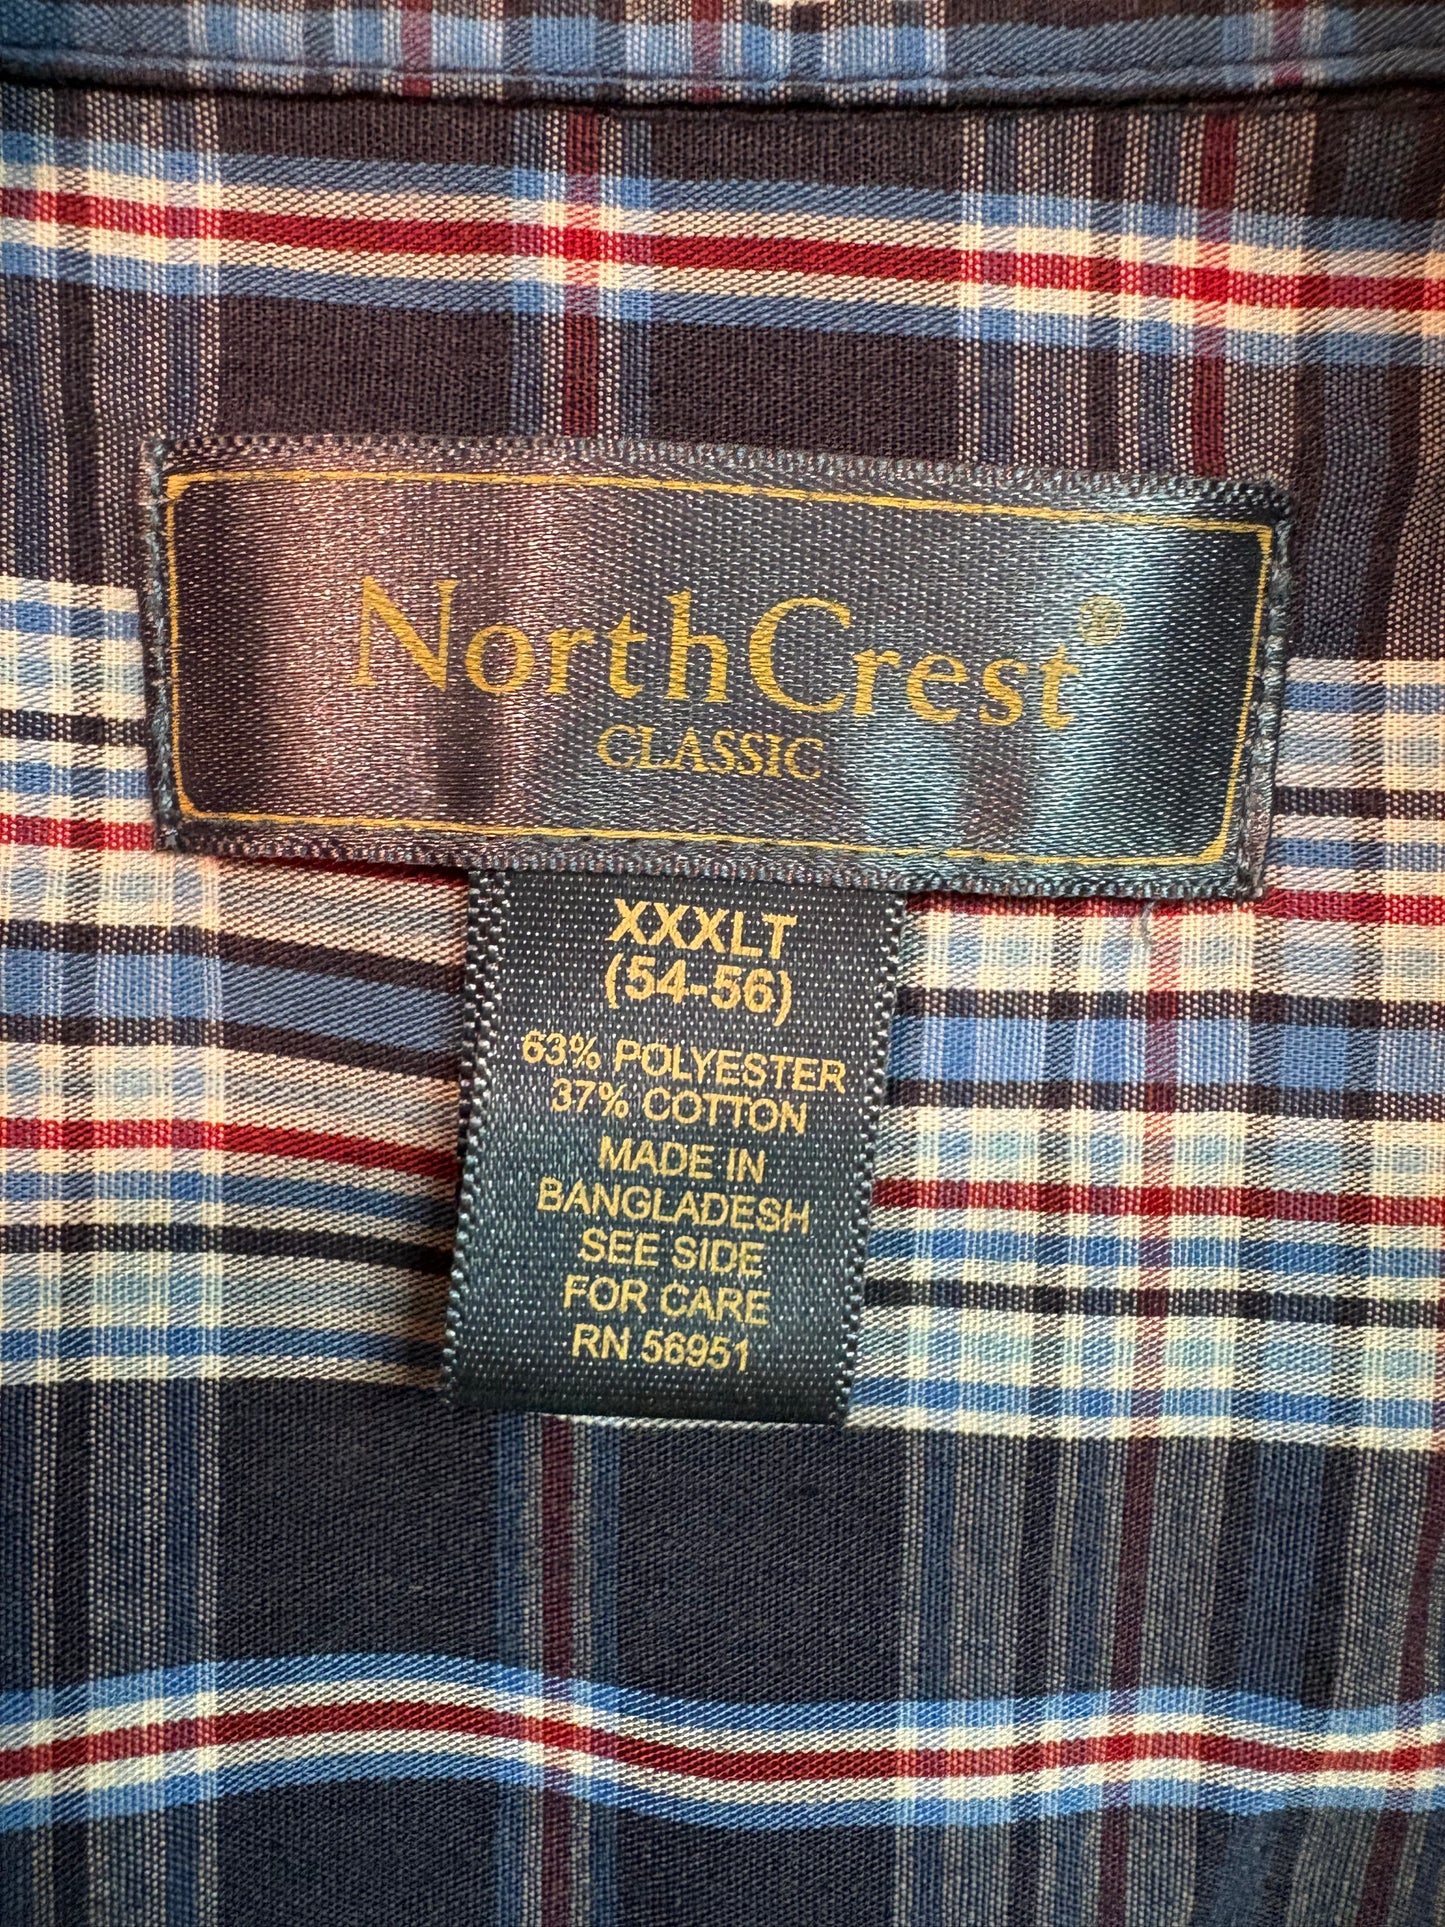 NorthCrest®
CLASSIC
XXXLT
(54-56)
63% POLYESTER
37% COTTON
MADE IN
BANGLADESH
SEE SIDE
FOR CARE
RN 56951